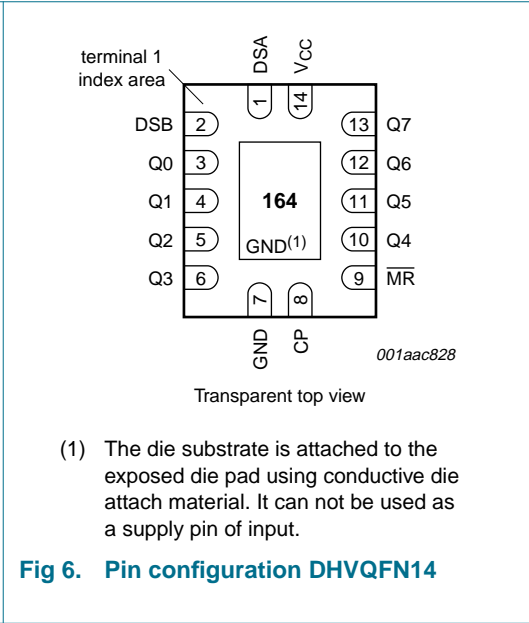 terminal 1
index area
DSA
VCC
1
14
DSB 2
13 Q7
Q0 3
12 Q6
Q1 4
164
11 Q5
Q2 5
GND(1)
10 Q4
Q3 6
9 MR
7
8
GND
CP
001aac828
Transparent top view
(1) The die substrate is attached to the
exposed die pad using conductive die
attach material. It can not be used as
a supply pin of input.
Fig 6. Pin configuration DHVQFN14